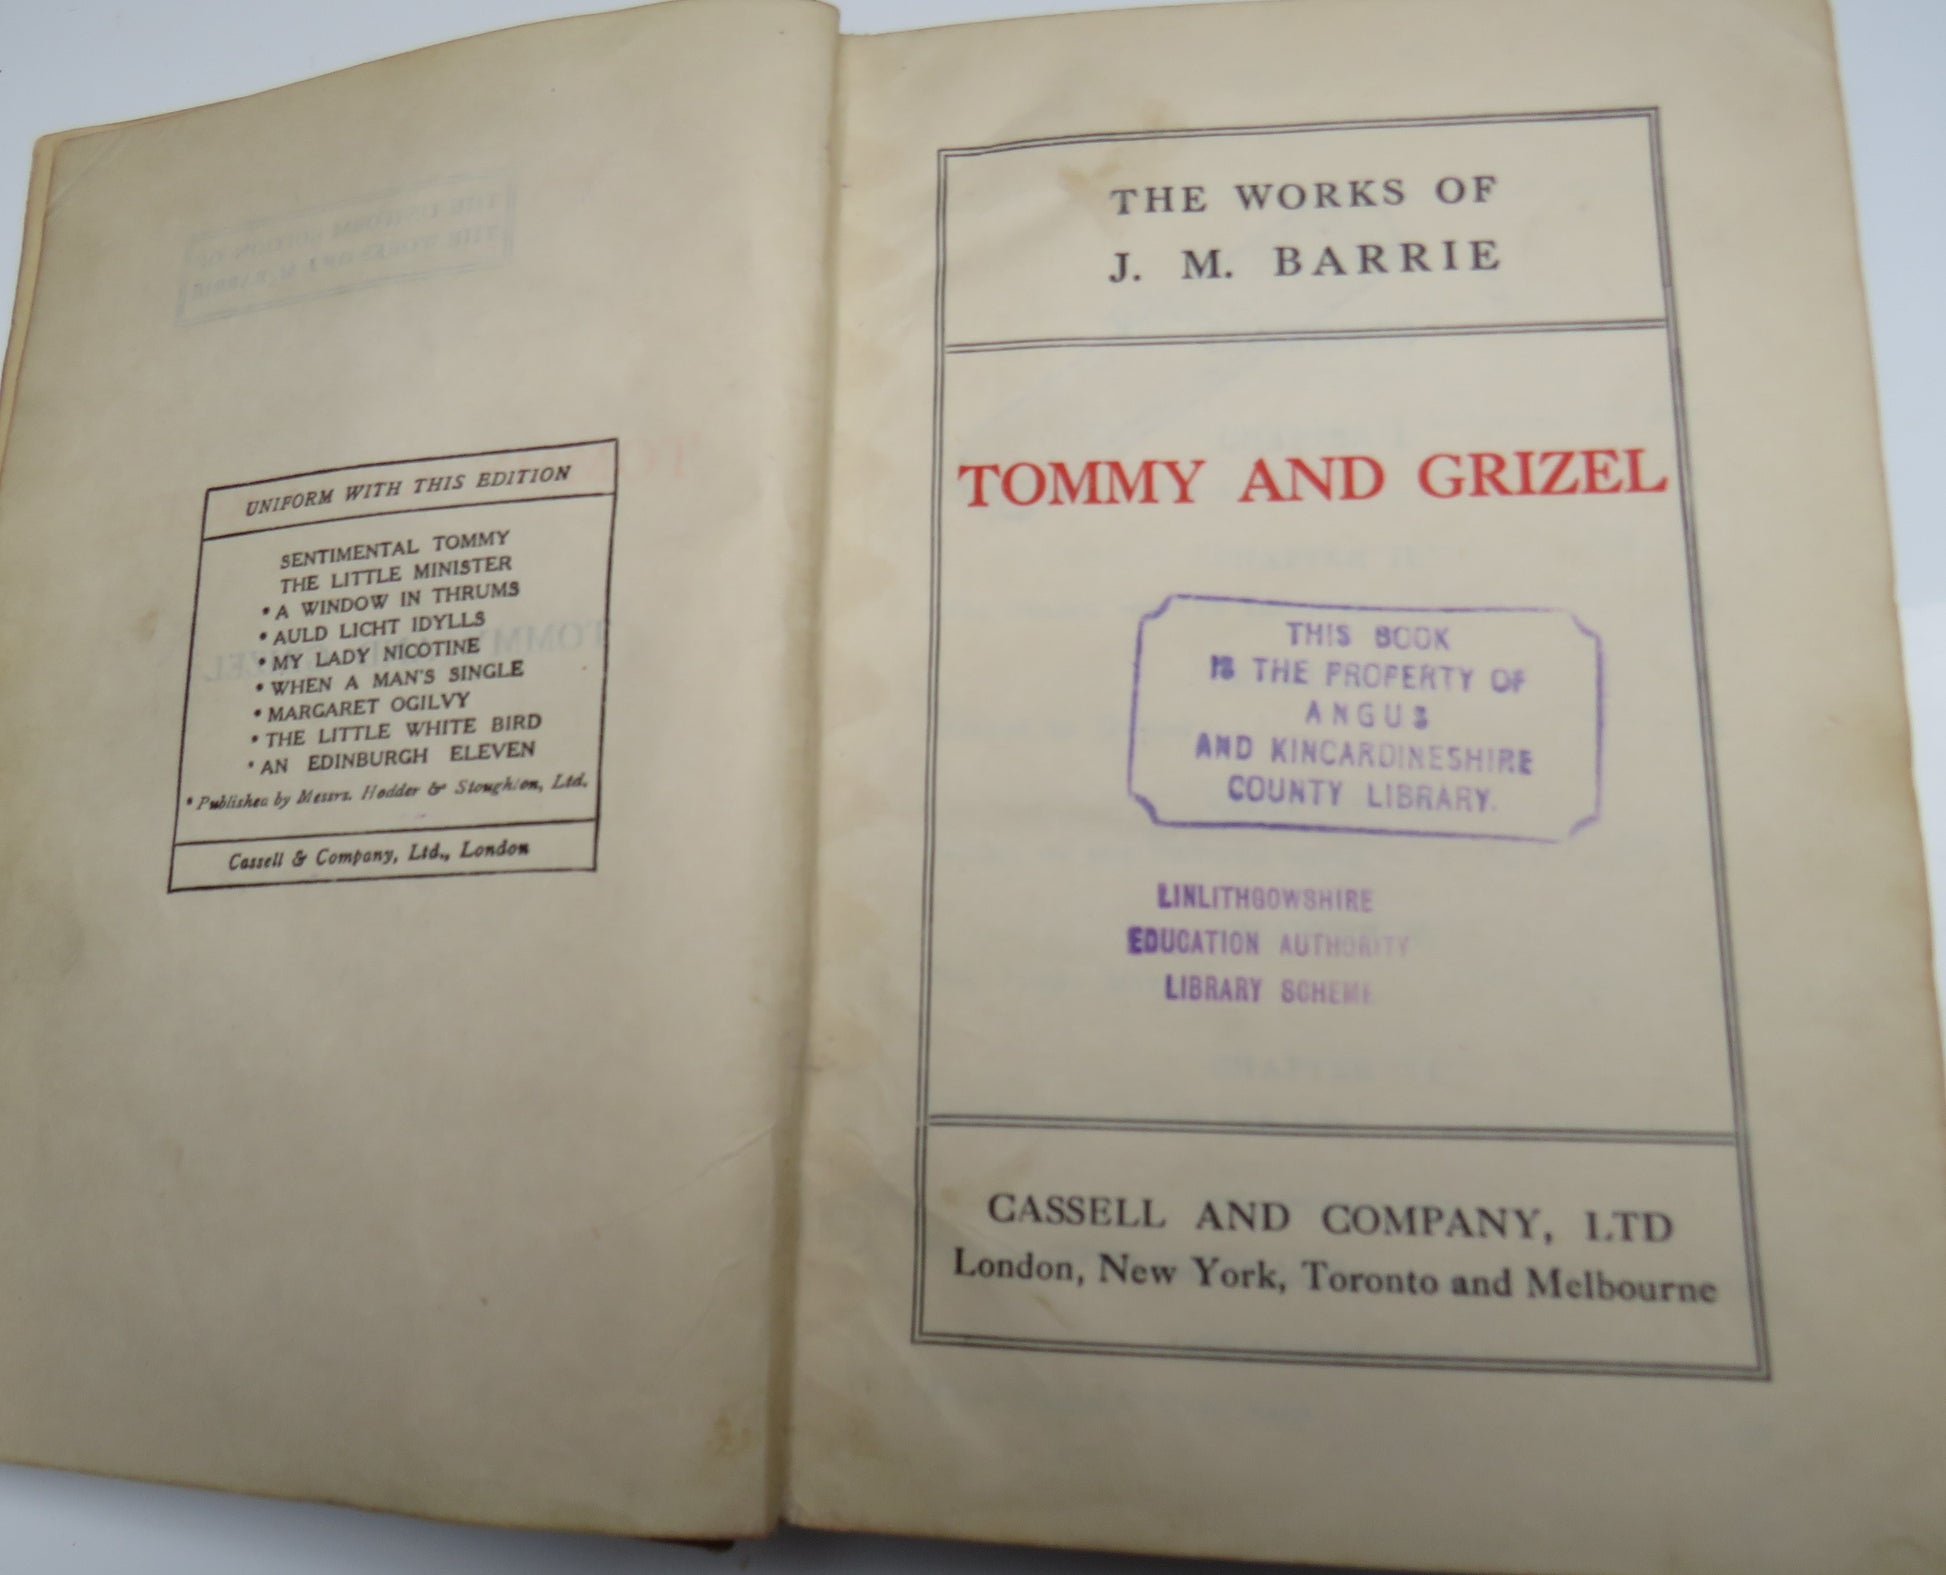 UNIFORM WITH THIS EDITION
SENTIMENTAL TOMMY
THE LITTLE MINISTER
* A WINDOW IN THRUMS
* AULD LICHT IDYLLS
* MY LADY NICOTINE
* WHEN A MAN'S SINGLE
* MARGARET OGILVY
* THE LITTLE WHITE BIRD
* AN EDINBURGH ELEVEN
* Published by Messrs. Hodder & Stoughton, Ltd.
Cassell & Company, Ltd., London
THE WORKS OF
J. M. BARRIE
TOMMY AND GRIZEL
THIS BOOK
IS THE PROPERTY OF
ANGUS
AND KINCARDINESHIRE
COUNTY LIBRARY.
LINLITHGOWSHIRE
EDUCATION AUTHORITY
LIBRARY SCHEME
CASSELL AND COMPANY, LTD
London, New York, Toronto and Melbourne